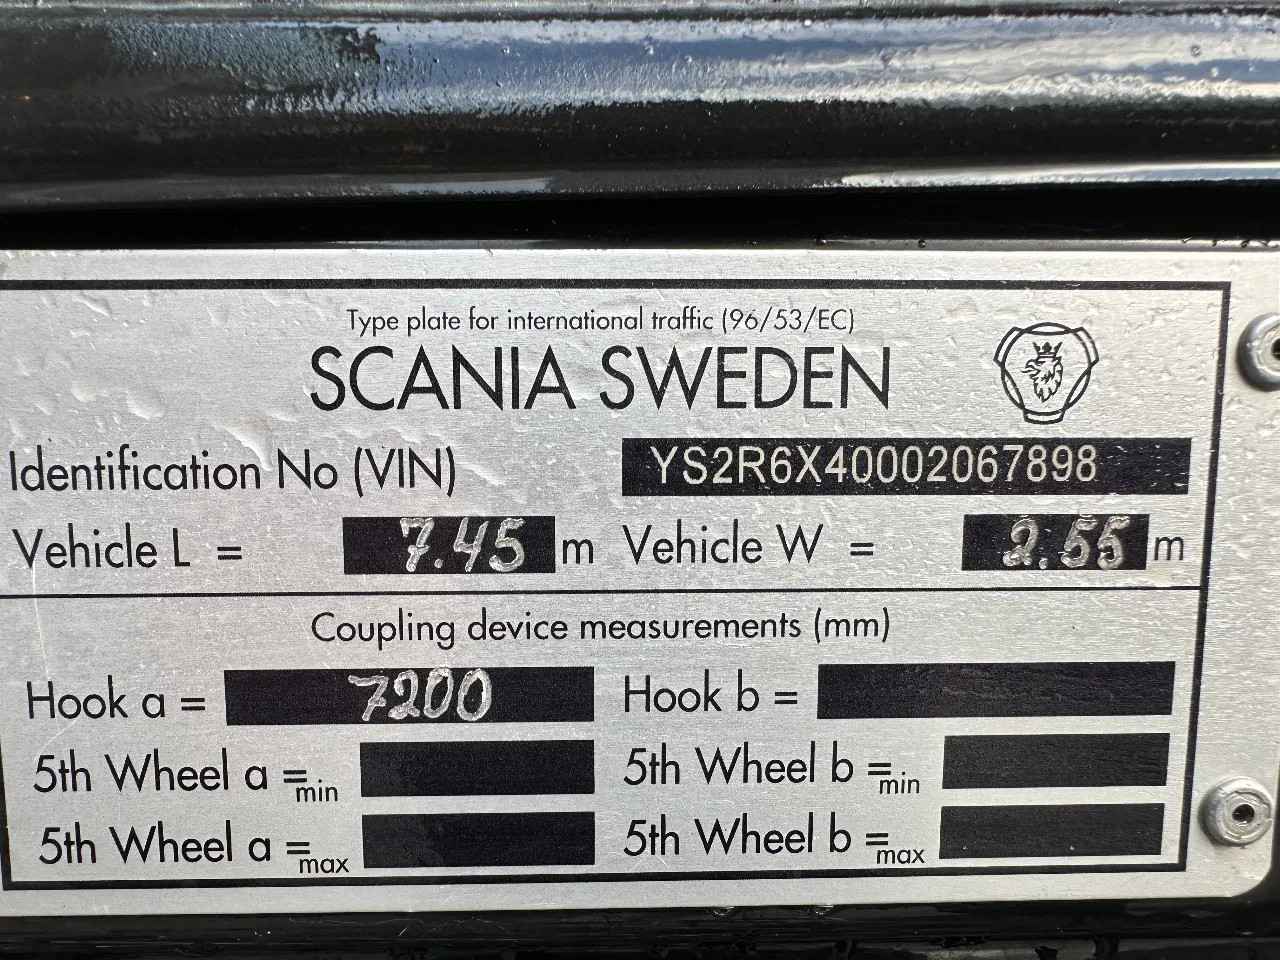 Type plate for international traffic (96/53/EC)
SCANIA SWEDEN
Identification No (VIN) YS2R6X40002067898
Vehicle L = 7.45 m Vehicle W = 2.55 m
Coupling device measurements (mm)
Hook a = 7200 Hook b =
5th Wheel a =min 5th Wheel b =min
5th Wheel a =max 5th Wheel b =max